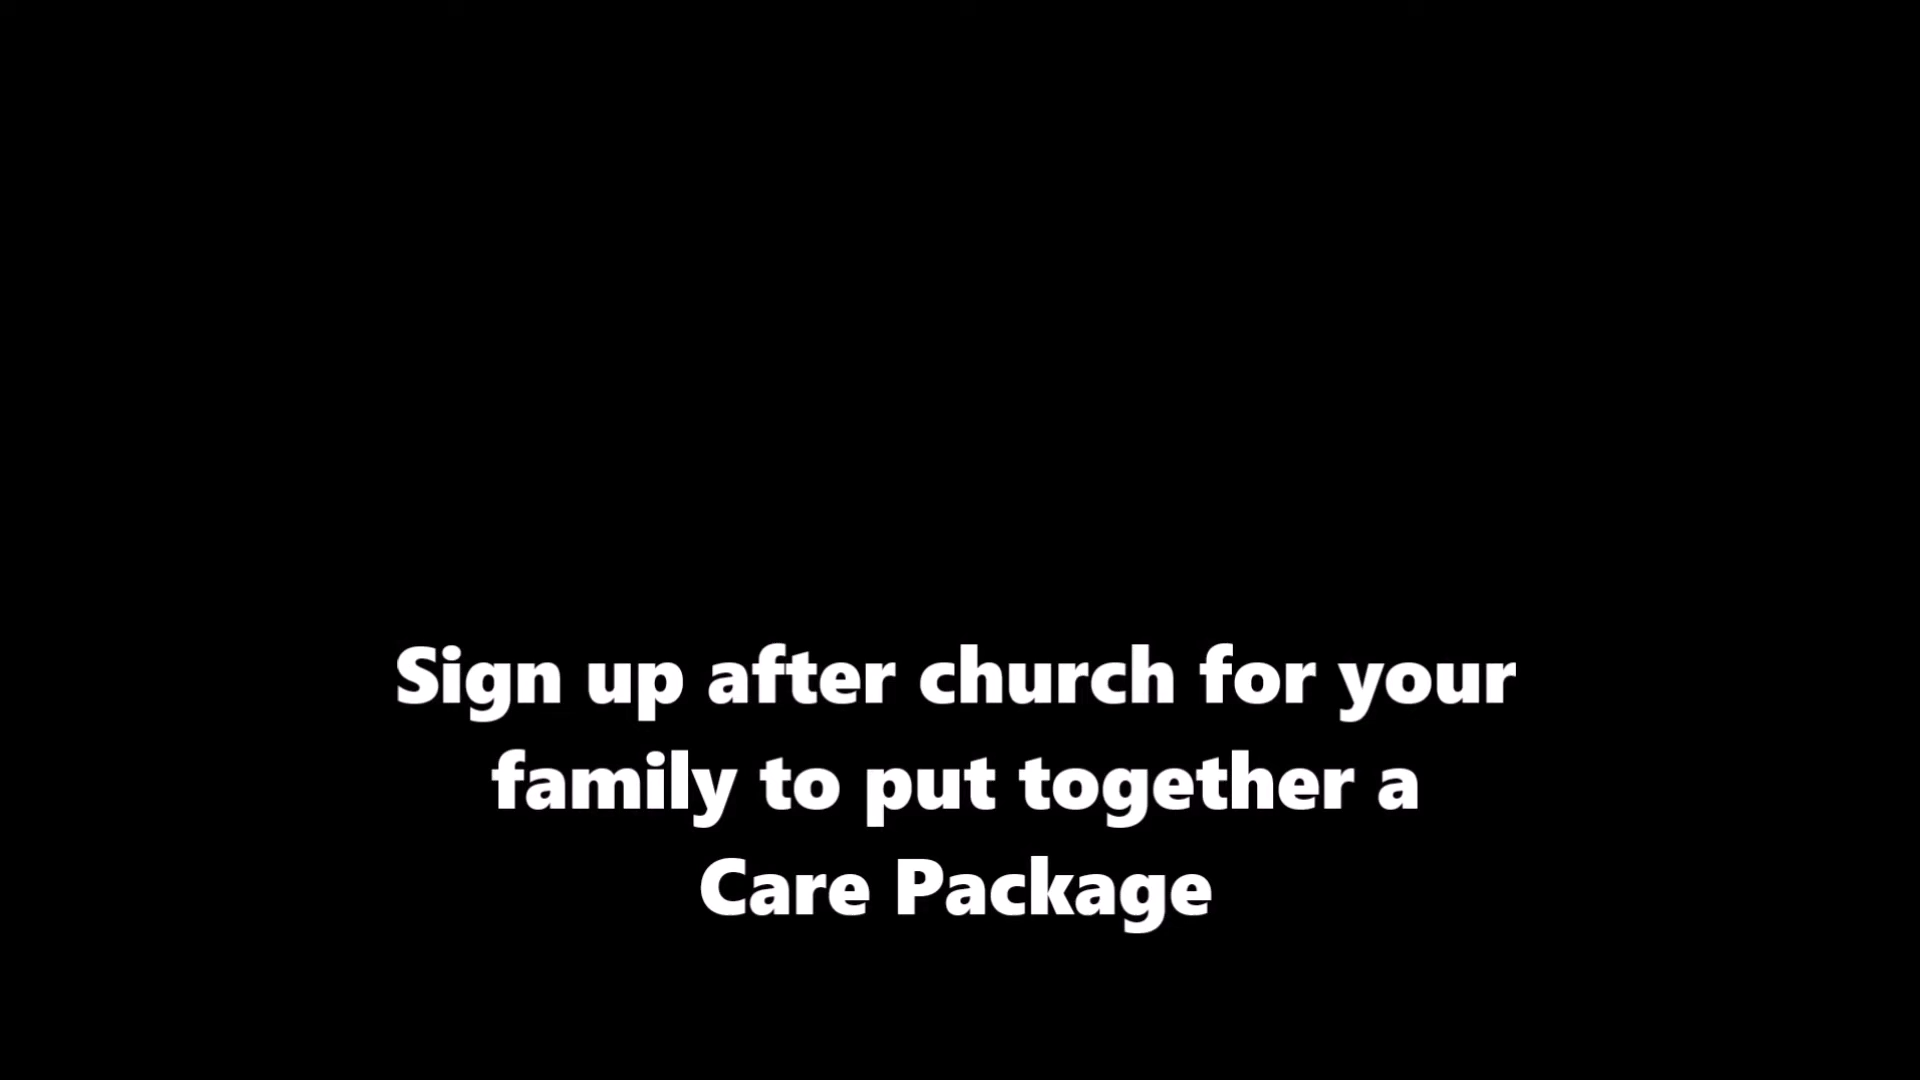 Sign up after church for your
family to put together a
Care Package